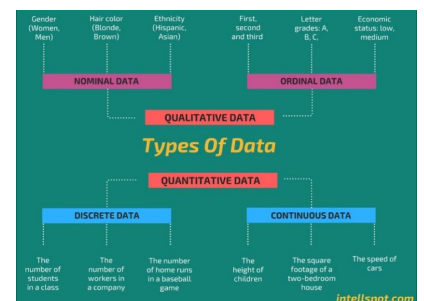 Gender
(Women,
Men)
Hair color
(Blonde,
Brown)
Ethnicity
(Hispanic,
Asian)
First,
second
and third
Letter
grades: A,
B, C,
Economic
status: low,
medium
NOMINAL DATA
ORDINAL DATA
QUALITATIVE DATA
Types Of Data
QUANTITATIVE DATA
DISCRETE DATA
CONTINUOUS DATA
The
number of
students
in a class
The
number of
workers in
a company
The number
of home runs
in a baseball
game
The
height of
children
The square
footage of a
two-bedroom
house
The speed of
cars
intellspot.com